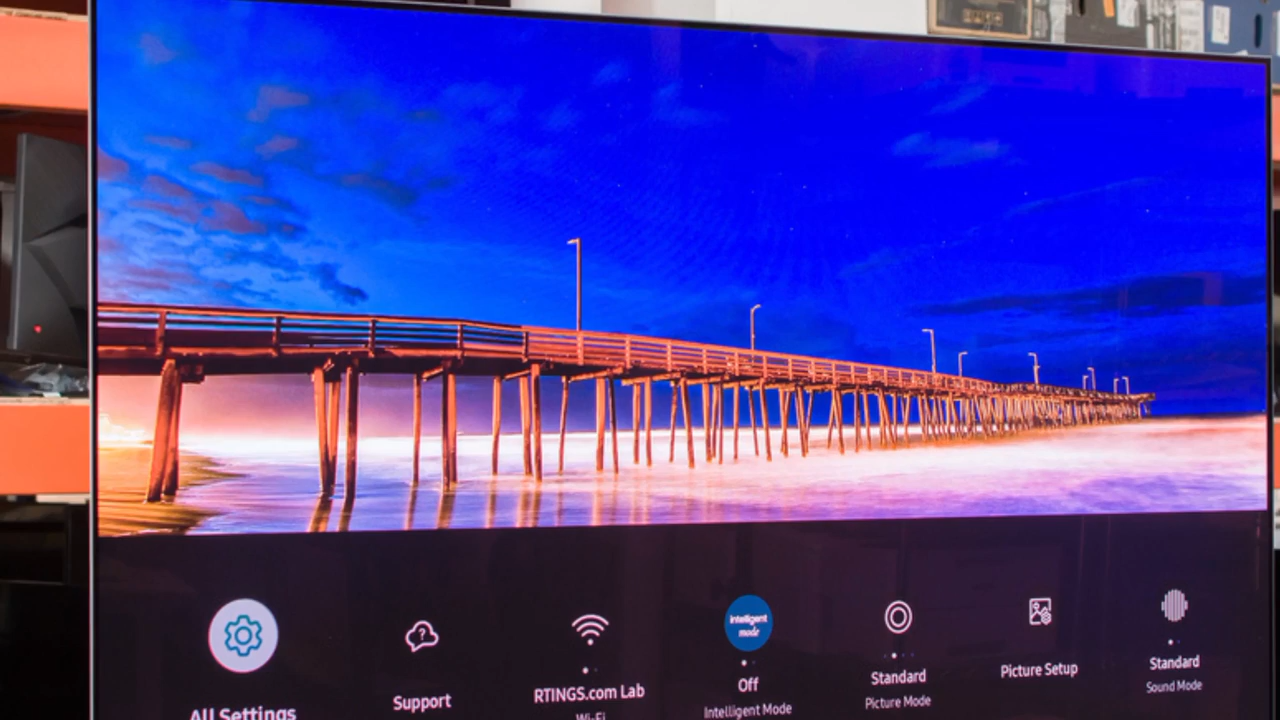 intelligent
mode
All Settings
Support
RTINGS.com Lab
Wi-Fi
Off
Intelligent Mode
Standard
Picture Mode
Picture Setup
Standard
Sound Mode